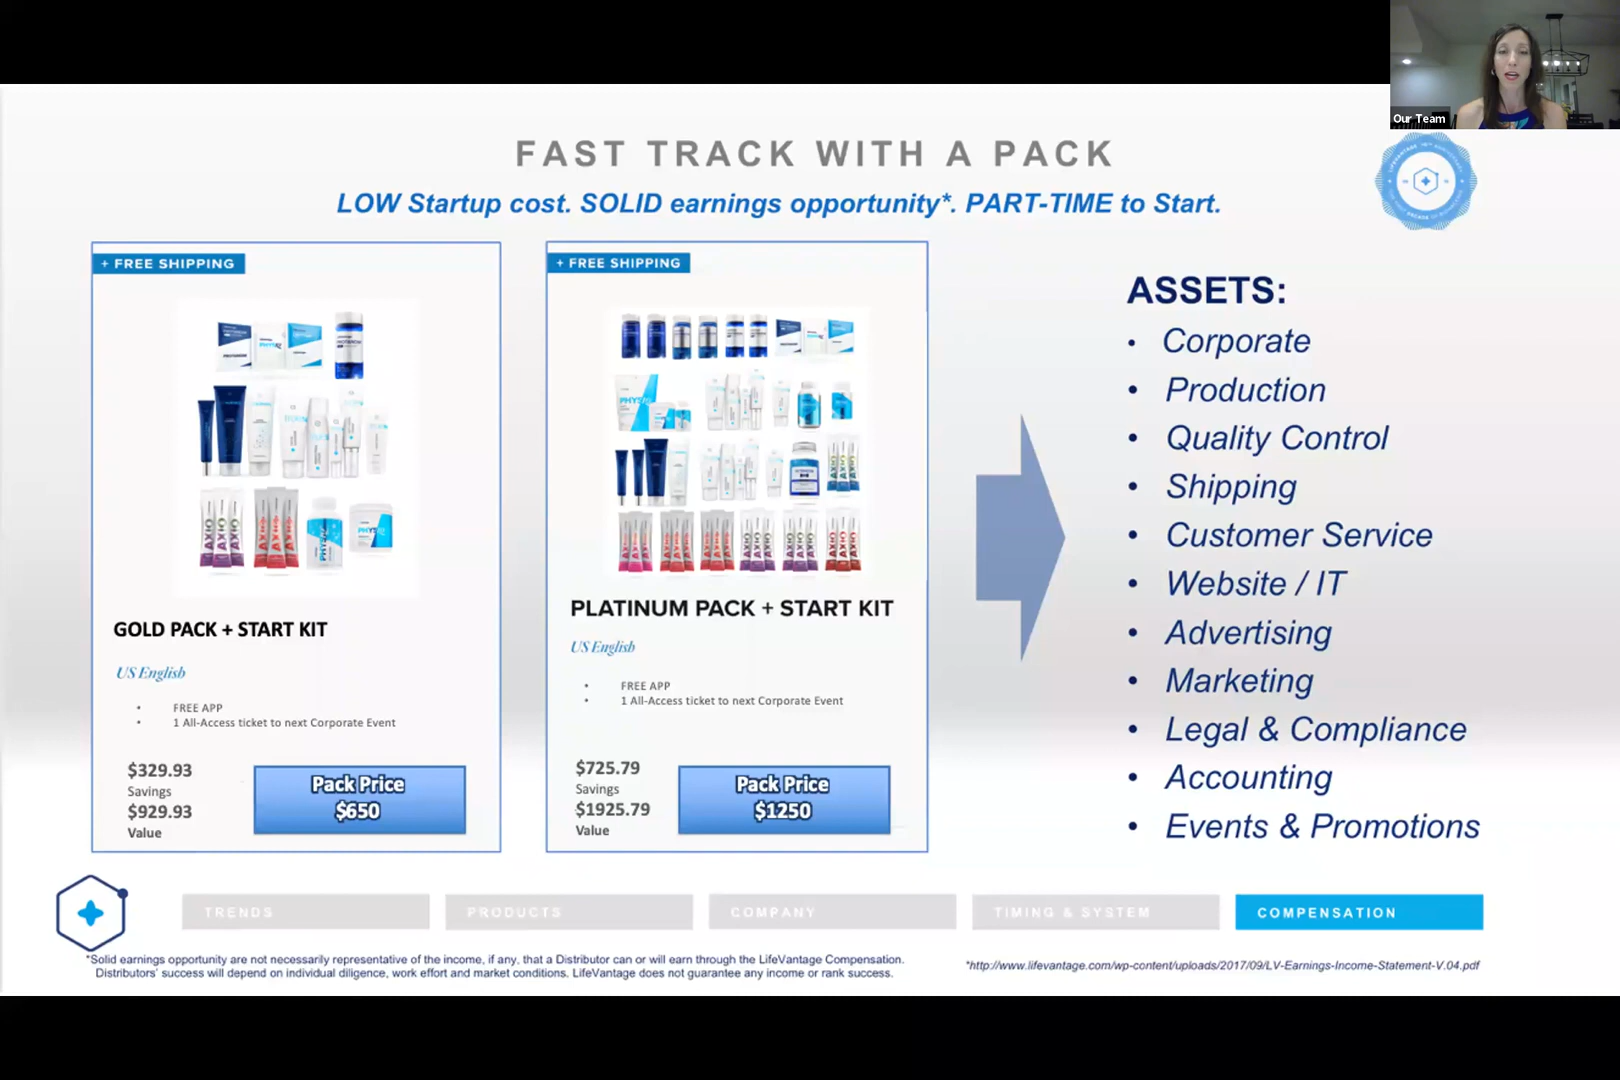 Our Team
FAST TRACK WITH A PACK
LOW Startup cost. SOLID earnings opportunity*. PART-TIME to Start.
+ FREE SHIPPING
GOLD PACK + START KIT
US English
• FREE APP
• 1 All-Access ticket to next Corporate Event
$329.93
Savings
$929.93
Value
Pack Price
$650
+ FREE SHIPPING
PLATINUM PACK + START KIT
US English
• FREE APP
• 1 All-Access ticket to next Corporate Event
$725.79
Savings
$1925.79
Value
Pack Price
$1250
ASSETS:
• Corporate
• Production
• Quality Control
• Shipping
• Customer Service
• Website / IT
• Advertising
• Marketing
• Legal & Compliance
• Accounting
• Events & Promotions
TRENDS
PRODUCTS
COMPANY
TIMING & SYSTEM
COMPENSATION
*Solid earnings opportunity are not necessarily representative of the income, if any, that a Distributor can or will earn through the LifeVantage Compensation.
Distributors' success will depend on individual diligence, work effort and market conditions. LifeVantage does not guarantee any income or rank success.
*http://www.lifevantage.com/wp-content/uploads/2017/09/LV-Earnings-Income-Statement-V.04.pdf